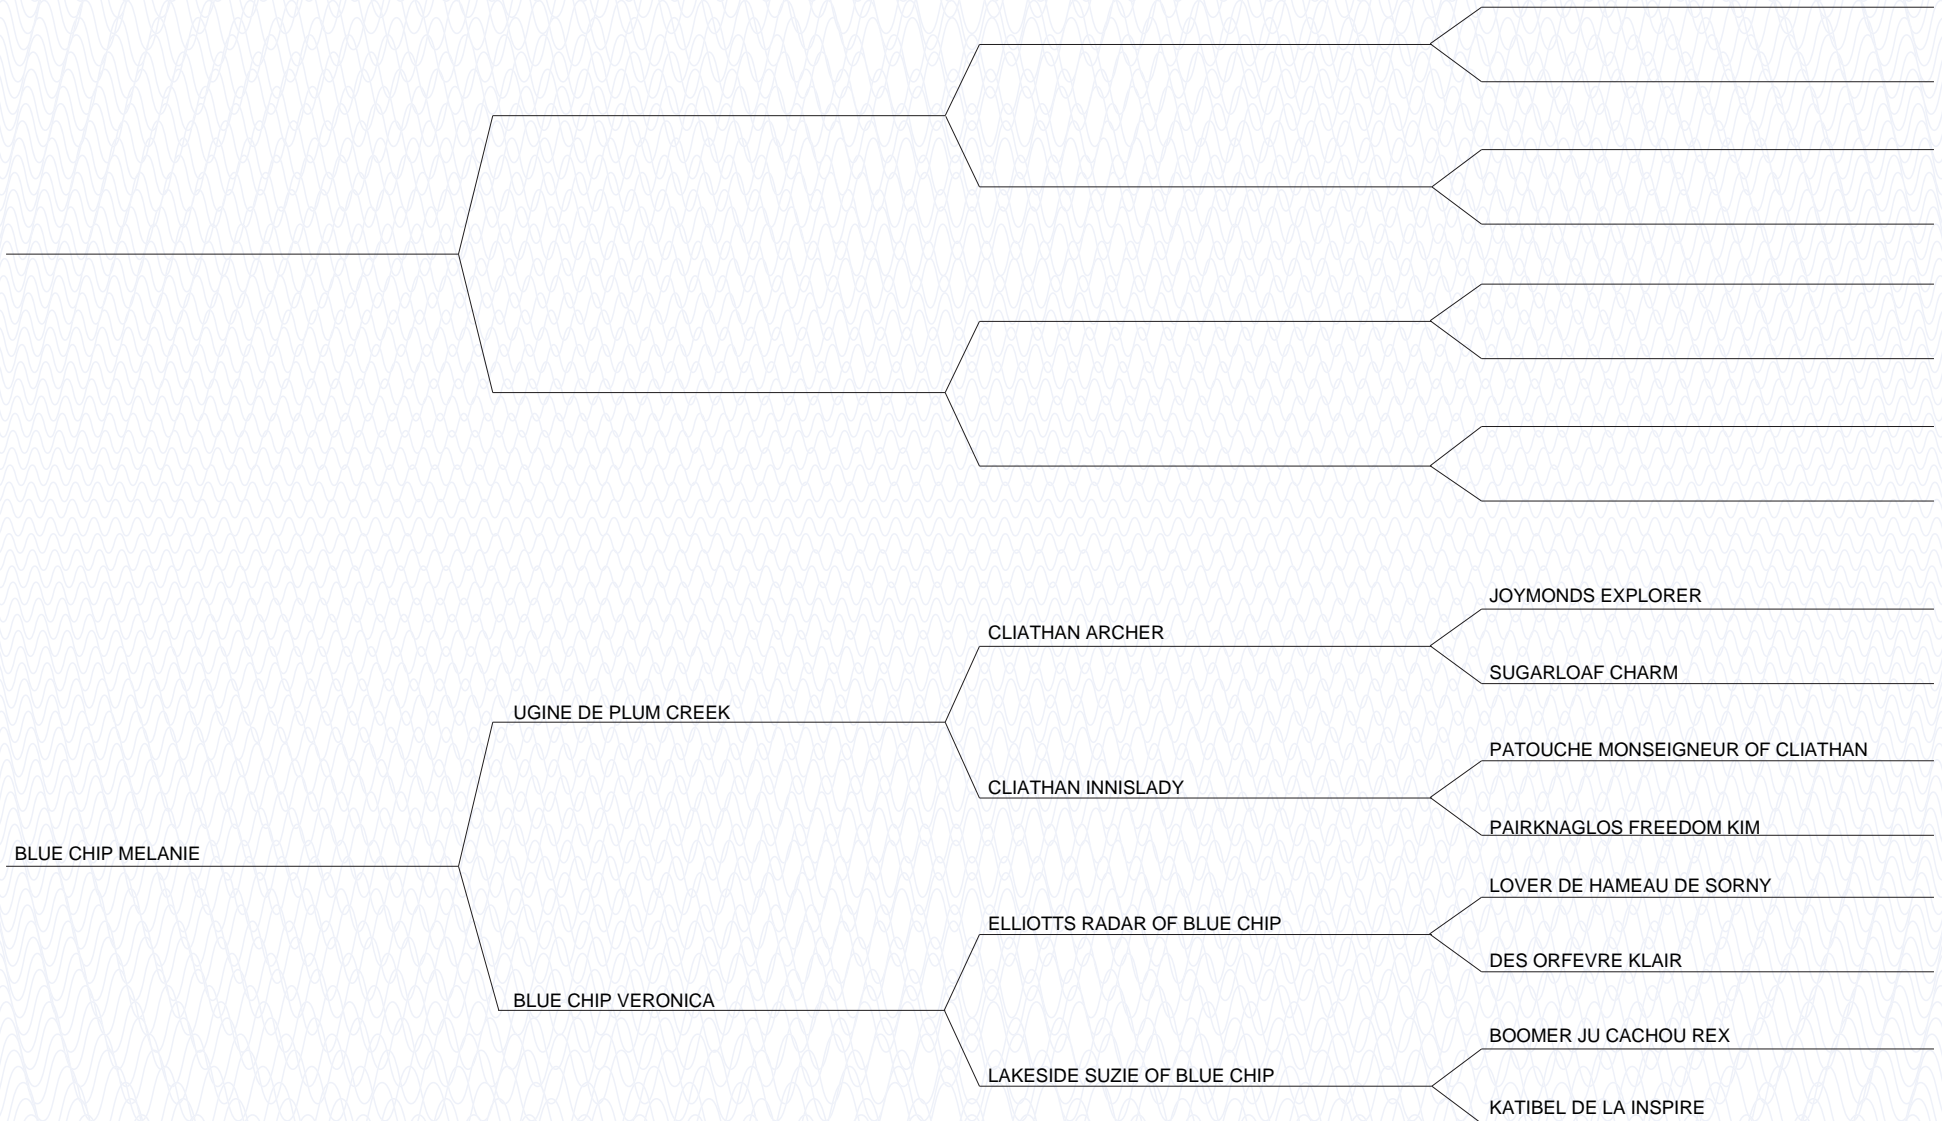 JOYMONDS EXPLORER
CLIATHAN ARCHER
SUGARLOAF CHARM
UGINE DE PLUM CREEK
PATOUCHE MONSEIGNEUR OF CLIATHAN
CLIATHAN INNISLADY
PAIRKNAGLOS FREEDOM KIM
BLUE CHIP MELANIE
LOVER DE HAMEAU DE SORNY
ELLIOTTS RADAR OF BLUE CHIP
DES ORFEVRE KLAIR
BLUE CHIP VERONICA
BOOMER JU CACHOU REX
LAKESIDE SUZIE OF BLUE CHIP
KATIBEL DE LA INSPIRE